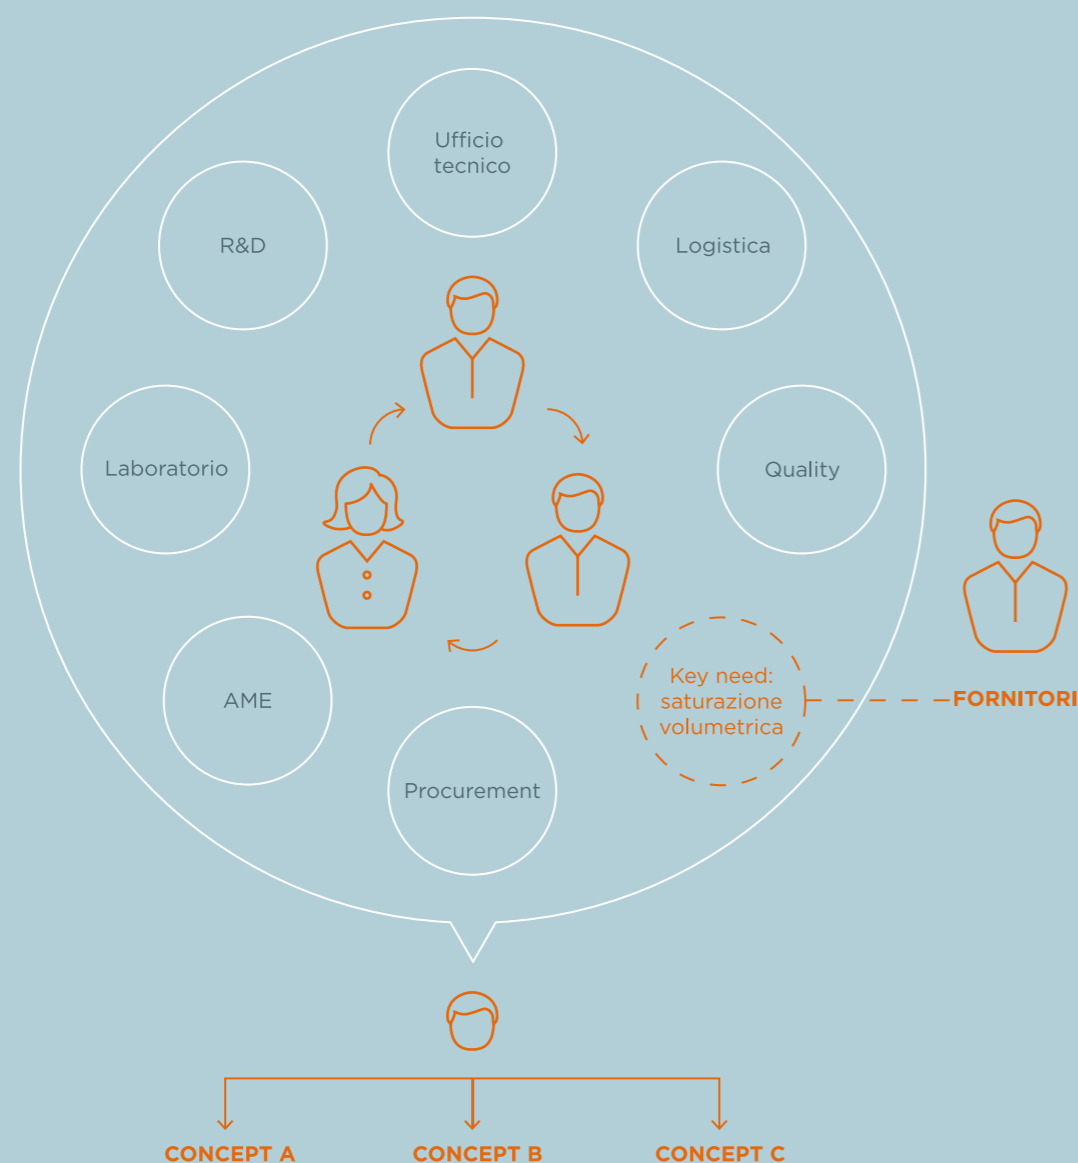 Ufficio
tecnico
R&D
Logistica
Laboratorio
Quality
AME
Key need:
saturazione
volumetrica
FORNITORI
Procurement
CONCEPT A
CONCEPT B
CONCEPT C